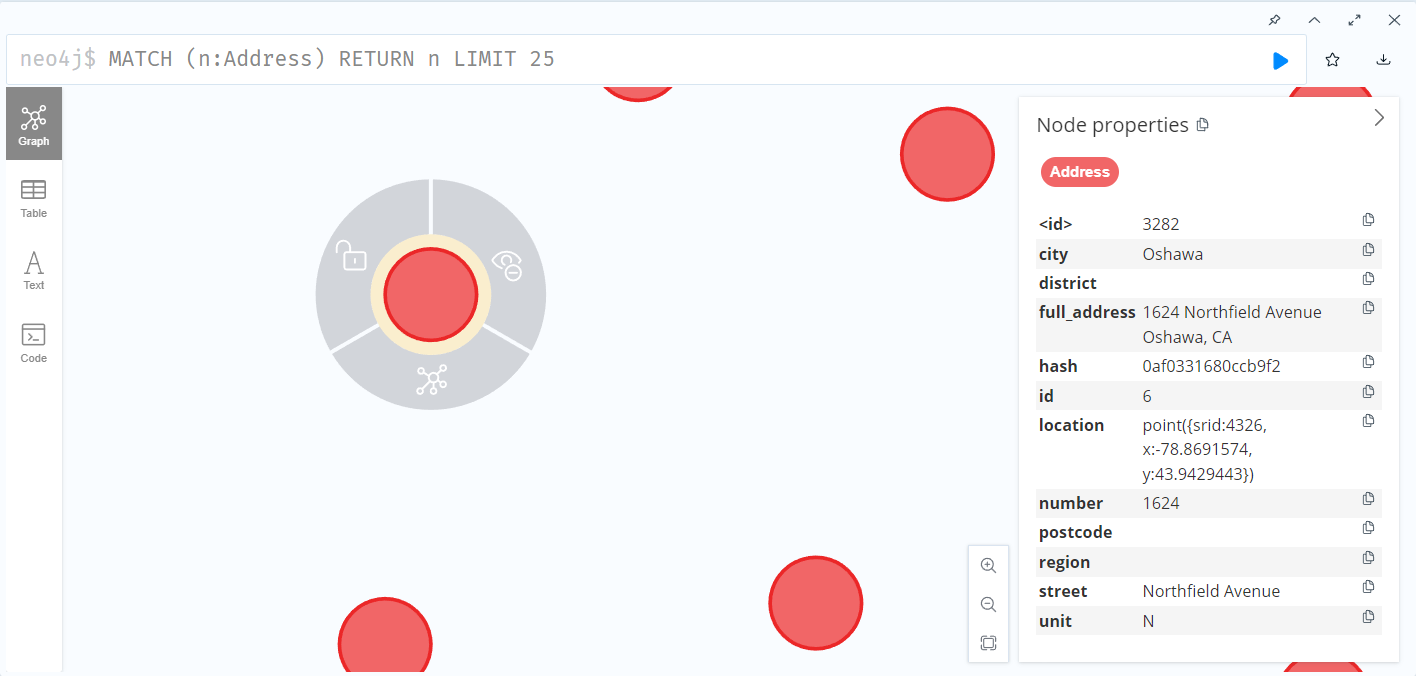 neo4j$ MATCH (n:Address) RETURN n LIMIT 25
Graph
Table
Text
Code
Node properties
Address
<id> 3282
city Oshawa
district
full_address 1624 Northfield Avenue
Oshawa, CA
hash 0af0331680ccb9f2
id 6
location point({srid:4326,
x:-78.8691574,
y:43.9429443})
number 1624
postcode
region
street Northfield Avenue
unit N